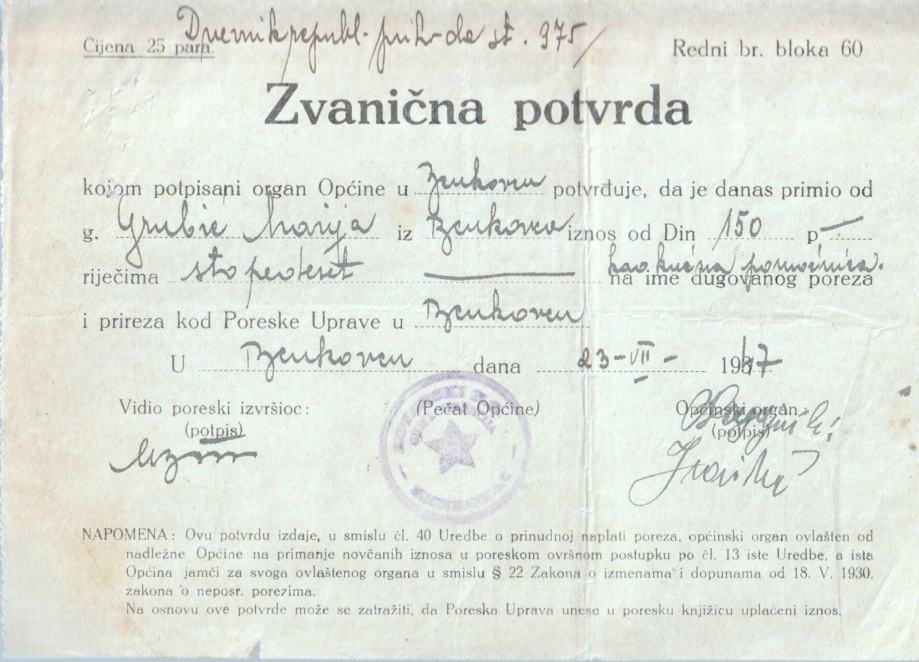 Cijena 25 para. Dnevnik republ. prihoda st. 975/ Redni br. bloka 60
Zvanična potvrda
kojom potpisani organ Općine u Benkovcu potvrđuje, da je danas primio od
g. Grubić Marija iz Benkovca iznos od Din 150 p —
riječima sto pedeset — kao kućna pomoćnica.
na ime dugovanog poreza
i prireza kod Poreske Uprave u Benkovcu
U Benkovcu dana 23-VII- 1947
Vidio poreski izvršioc: (Pečat Općine) Općinski organ:
(potpis) (potpis)
NAPOMENA: Ovu potvrdu izdaje, u smislu čl. 40 Uredbe o prinudnoj naplati poreza, općinski organ ovlašten od
nadležne Općine na primanje novčanih iznosa u poreskom ovršnom postupku po čl. 13 iste Uredbe, a ista
Općina jamči za svoga ovlaštenog organa u smislu § 22 Zakona o izmenama i dopunama od 18. V. 1930.
zakona o neposr. porezima.
Na osnovu ove potvrde može se zatražiti, da Poreska Uprava unese u poresku knjižicu uplaćeni iznos.